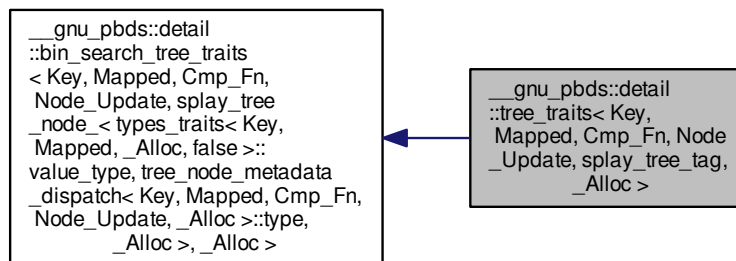 __gnu_pbds::detail
::bin_search_tree_traits
< Key, Mapped, Cmp_Fn,
Node_Update, splay_tree
_node_< types_traits< Key,
Mapped, _Alloc, false >::
value_type, tree_node_metadata
_dispatch< Key, Mapped, Cmp_Fn,
Node_Update, _Alloc >::type,
_Alloc >, _Alloc >
__gnu_pbds::detail
::tree_traits< Key,
Mapped, Cmp_Fn, Node
_Update, splay_tree_tag,
_Alloc >